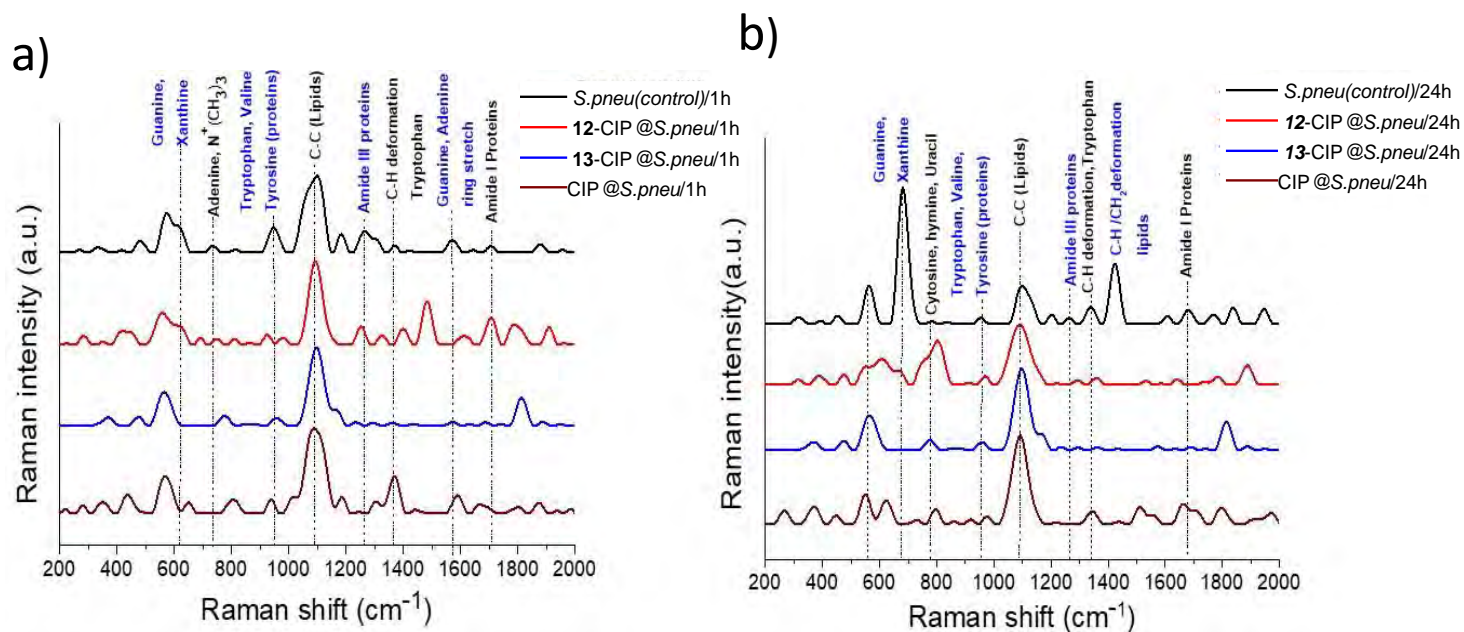 a)
Guanine,
Xanthine
Adenine, N⁺(CH₃)₃
Tryptophan, Valine
Tyrosine (proteins)
C-C (Lipids)
Amide III proteins
C-H deformation
Tryptophan
Guanine, Adenine
ring stretch
Amide I Proteins
S.pneu(control)/1h
12-CIP @S.pneu/1h
13-CIP @S.pneu/1h
CIP @S.pneu/1h
Raman intensity (a.u.)
200 400 600 800 1000 1200 1400 1600 1800 2000
Raman shift (cm⁻¹)
b)
Guanine,
Xanthine
Cytosine, hymine, Uracil
Tryptophan, Valine,
Tyrosine (proteins)
C-C (Lipids)
Amide III proteins
C-H deformation, Tryptophan
C-H /CH₂deformation
lipids
Amide I Proteins
S.pneu(control)/24h
12-CIP @S.pneu/24h
13-CIP @S.pneu/24h
CIP @S.pneu/24h
Raman intensity(a.u.)
200 400 600 800 1000 1200 1400 1600 1800 2000
Raman shift (cm⁻¹)